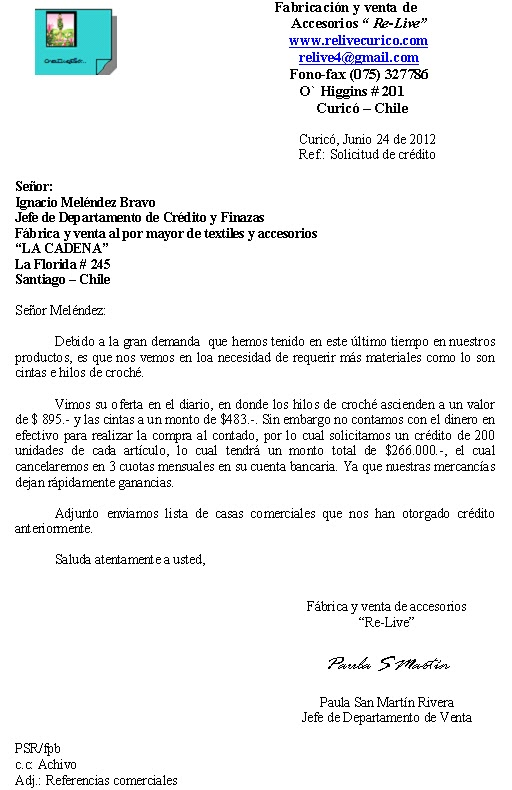 Fabricación y venta de
Accesorios “ Re-Live”
www.relivecurico.com
relive4@gmail.com
Fono-fax (075) 327786
O` Higgins # 201
Curicó – Chile
Curicó, Junio 24 de 2012
Ref.: Solicitud de crédito
Señor:
Ignacio Meléndez Bravo
Jefe de Departamento de Crédito y Finazas
Fábrica y venta al por mayor de textiles y accesorios
“LA CADENA”
La Florida # 245
Santiago – Chile
Señor Meléndez:
Debido a la gran demanda que hemos tenido en este último tiempo en nuestros
productos, es que nos vemos en loa necesidad de requerir más materiales como lo son
cintas e hilos de croché.
Vimos su oferta en el diario, en donde los hilos de croché ascienden a un valor
de $ 895.- y las cintas a un monto de $483.-. Sin embargo no contamos con el dinero en
efectivo para realizar la compra al contado, por lo cual solicitamos un crédito de 200
unidades de cada artículo, lo cual tendrá un monto total de $266.000.-, el cual
cancelaremos en 3 cuotas mensuales en su cuenta bancaria. Ya que nuestras mercancías
dejan rápidamente ganancias.
Adjunto enviamos lista de casas comerciales que nos han otorgado crédito
anteriormente.
Saluda atentamente a usted,
Fábrica y venta de accesorios
“Re-Live”
Paula S Martin
Paula San Martín Rivera
Jefe de Departamento de Venta
PSR/fpb
c.c: Achivo
Adj.: Referencias comerciales